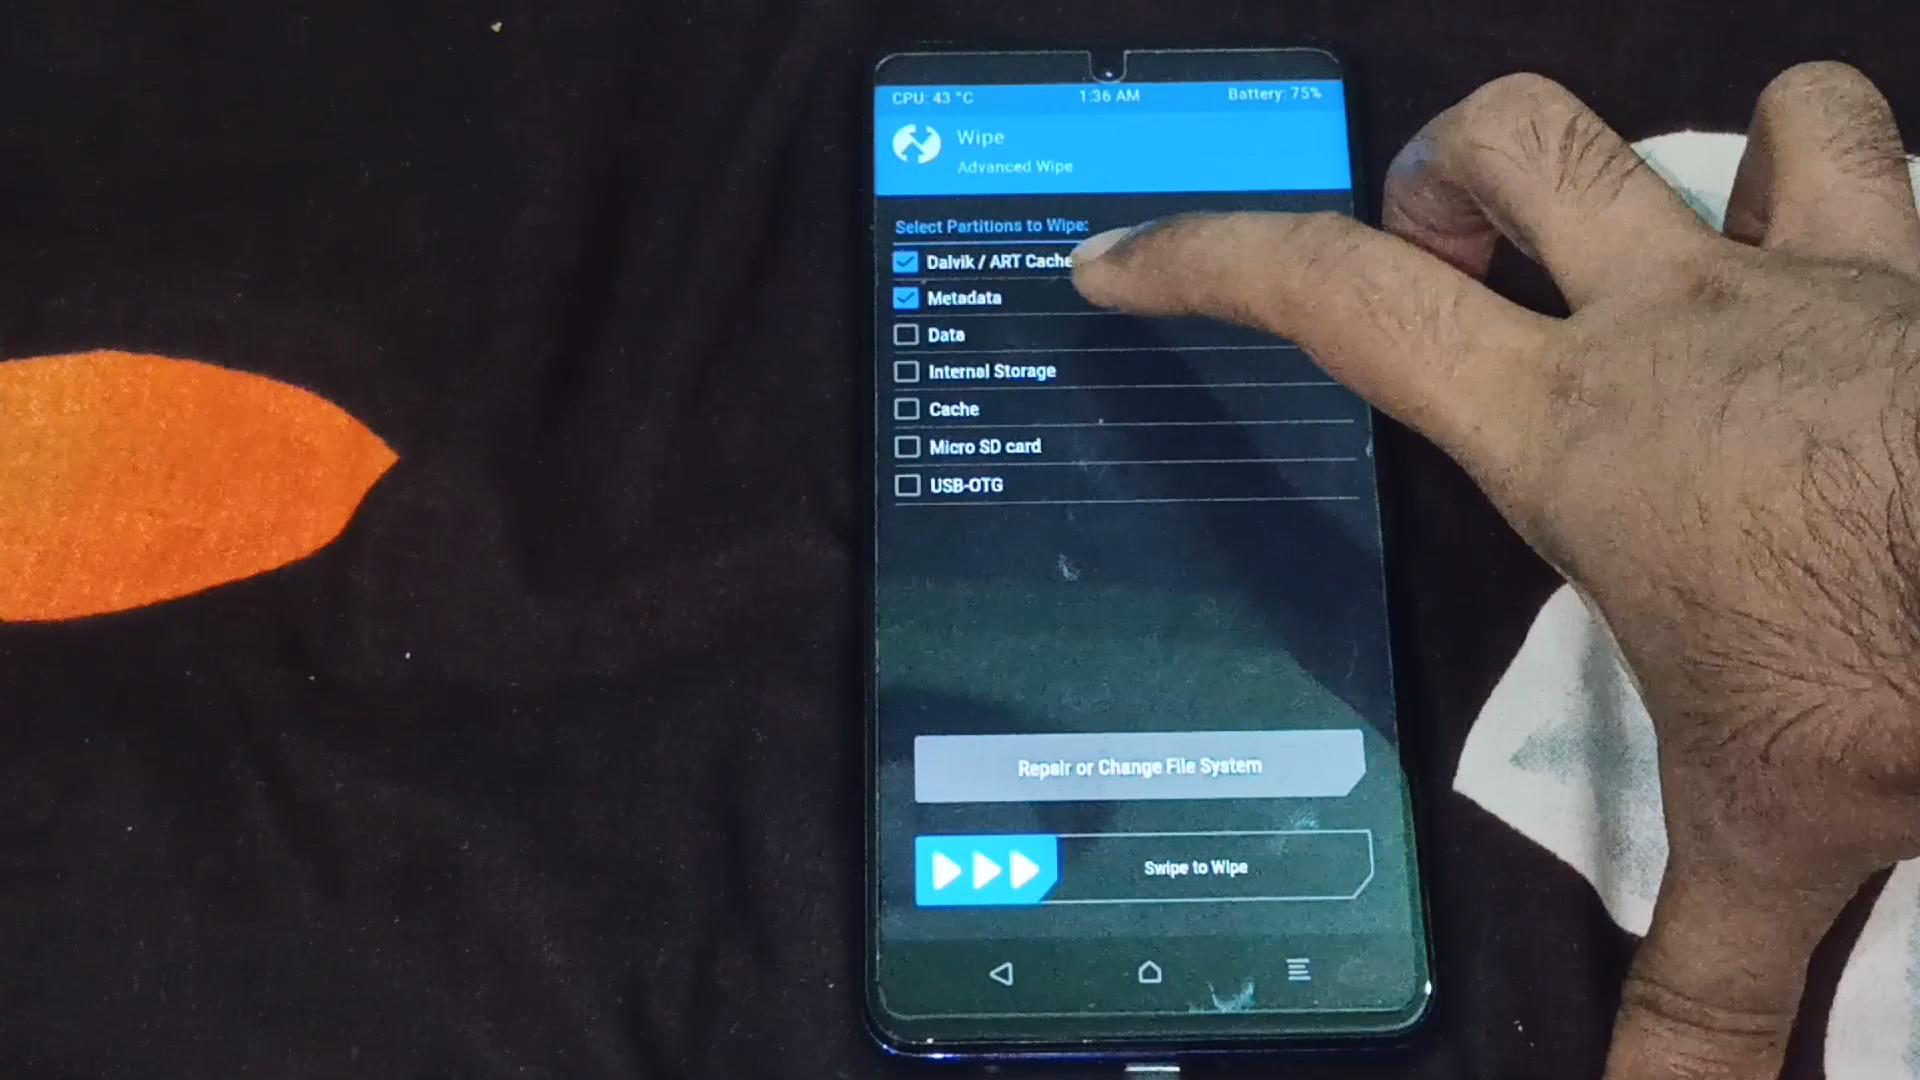 CPU: 43 °C 1:36 AM Battery: 75%
Wipe
Advanced Wipe
Select Partitions to Wipe:
Dalvik / ART Cache
Metadata
Data
Internal Storage
Cache
Micro SD card
USB-OTG
Repair or Change File System
Swipe to Wipe